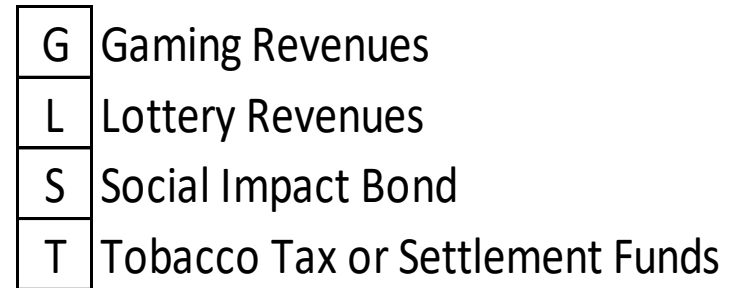 G Gaming Revenues
L Lottery Revenues
S Social Impact Bond
T Tobacco Tax or Settlement Funds